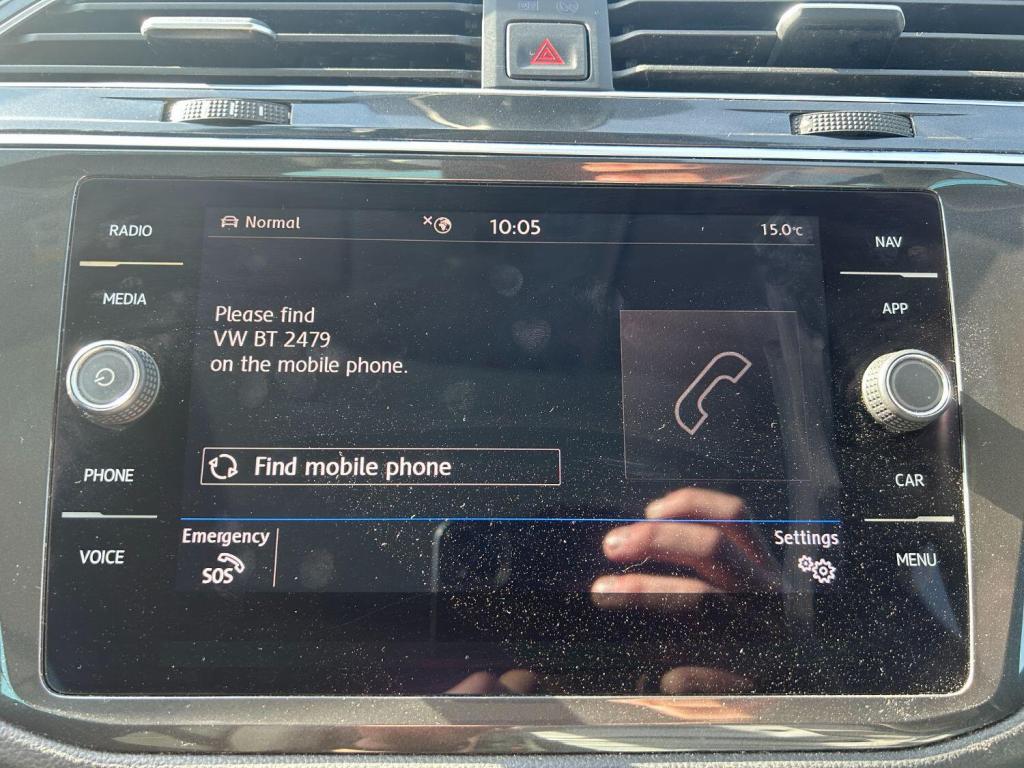 RADIO
MEDIA
PHONE
VOICE
Normal
10:05
15.0°C
Please find
VW BT 2479
on the mobile phone.
Find mobile phone
Emergency
SOS
Settings
NAV
APP
CAR
MENU